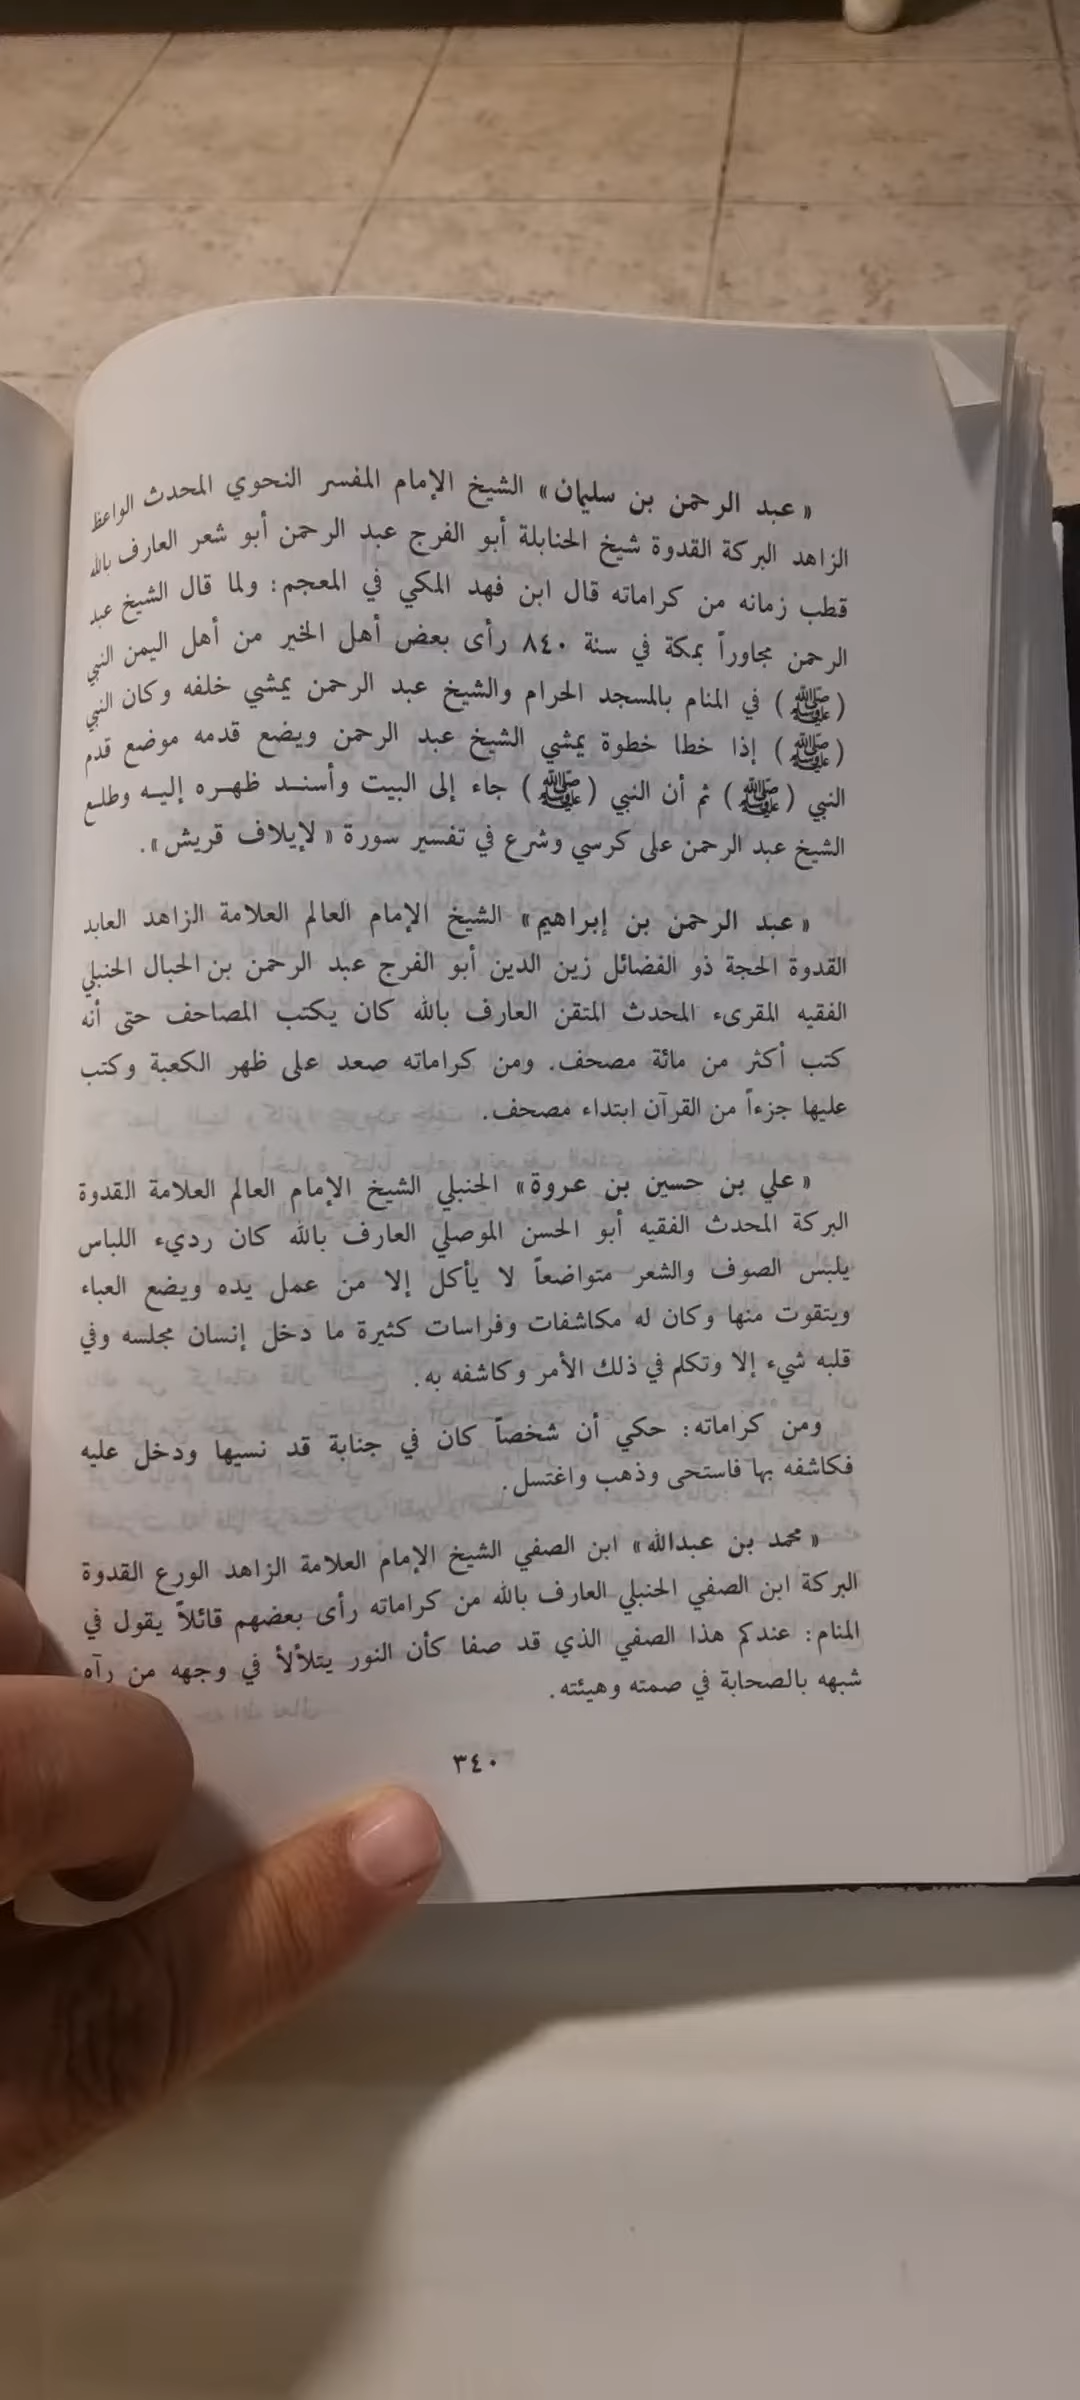 « عبد الرحمن بن سليمان » الشيخ الإمام المفسر النحوي المحدث الواعظ
الزاهد البركة القدوة شيخ الحنابلة أبو الفرج عبد الرحمن أبو شعر العارف بالله
قطب زمانه من كراماته قال ابن فهد المكي في المعجم: ولما قال الشيخ عبد
الرحمن مجاوراً بمكة في سنة ٨٤٠ رأى بعض أهل الخير من أهل اليمن النبي
(ﷺ) في المنام بالمسجد الحرام والشيخ عبد الرحمن يمشي خلفه وكان النبي
(ﷺ) إذا خطا خطوة يمشي الشيخ عبد الرحمن ويضع قدمه موضع قدم
النبي (ﷺ) ثم أن النبي (ﷺ) جاء إلى البيت وأسند ظهره إليه وطلع
الشيخ عبد الرحمن على كرسي وشرع في تفسير سورة « لإيلاف قريش ».
« عبد الرحمن بن إبراهيم » الشيخ الإمام العالم العلامة الزاهد العابد
القدوة الحجة ذو الفضائل زين الدين أبو الفرج عبد الرحمن بن الحبال الحنبلي
الفقيه المقرىء المحدث المتقن العارف بالله كان يكتب المصاحف حتى أنه
كتب أكثر من مائة مصحف. ومن كراماته صعد على ظهر الكعبة وكتب
عليها جزءاً من القرآن ابتداء مصحف.
« علي بن حسين بن عروة » الحنبلي الشيخ الإمام العالم العلامة القدوة
البركة المحدث الفقيه أبو الحسن الموصلي العارف بالله كان رديء اللباس
يلبس الصوف والشعر متواضعاً لا يأكل إلا من عمل يده ويضع العباء
ويتقوت منها وكان له مكاشفات وفراسات كثيرة ما دخل إنسان مجلسه وفي
قلبه شيء إلا وتكلم في ذلك الأمر وكاشفه به.
ومن كراماته: حكي أن شخصاً كان في جنابة قد نسيها ودخل عليه
فكاشفه بها فاستحى وذهب واغتسل.
« محمد بن عبدالله » ابن الصفي الشيخ الإمام العلامة الزاهد الورع القدوة
البركة ابن الصفي الحنبلي العارف بالله من كراماته رأى بعضهم قائلاً يقول في
المنام: عندكم هذا الصفي الذي قد صفا كأن النور يتلألأ في وجهه من رآه
شبهه بالصحابة في صمته وهيئته.
٣٤٠